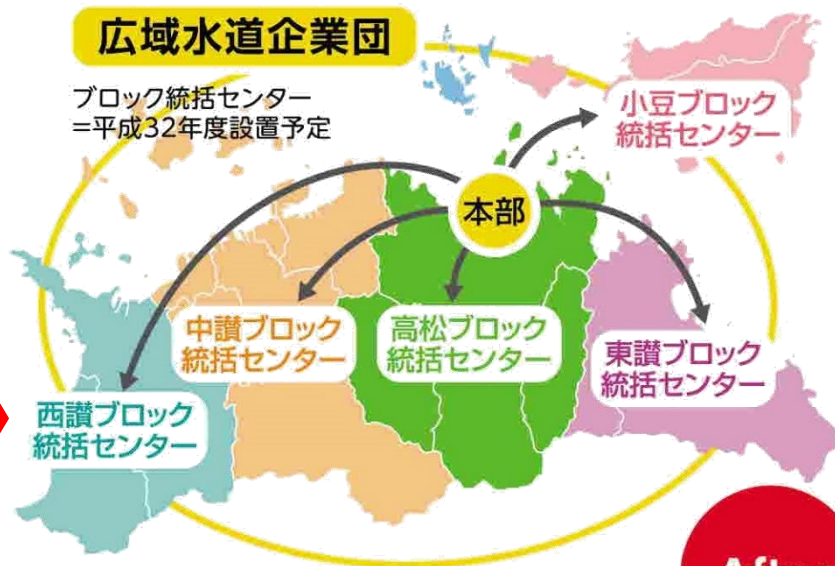 広域水道企業団
ブロック統括センター
=平成32年度設置予定
小豆ブロック
統括センター
本部
中讃ブロック
統括センター
高松ブロック
統括センター
東讃ブロック
統括センター
西讃ブロック
統括センター